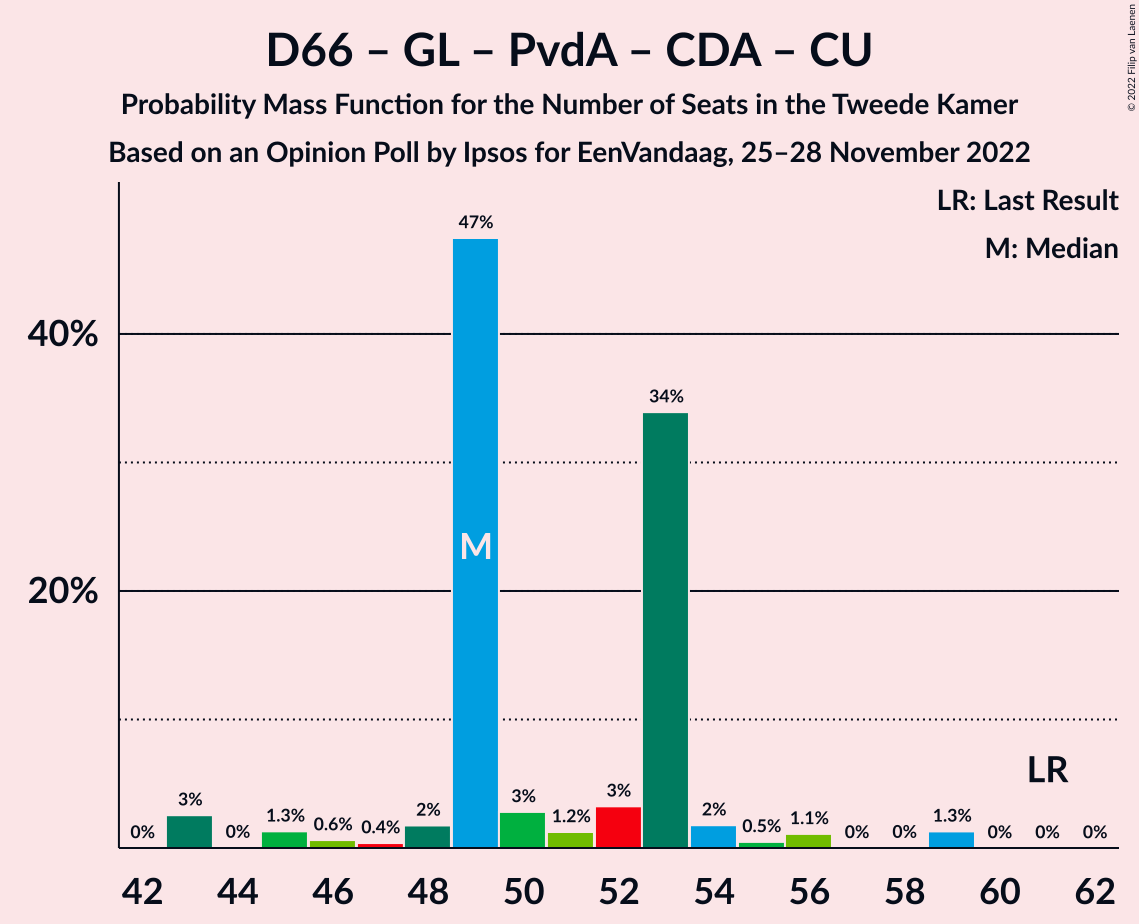 D66 – GL – PvdA – CDA – CU
Probability Mass Function for the Number of Seats in the Tweede Kamer
Based on an Opinion Poll by Ipsos for EenVandaag, 25–28 November 2022
© 2022 Filip van Laenen
LR: Last Result
M: Median
47%
40%
34%
M
20%
LR
0%
3%
0%
1.3%
0.6%
0.4%
2%
3%
1.2%
3%
2%
0.5%
1.1%
0%
0%
1.3%
0%
0%
0%
42 44 46 48 50 52 54 56 58 60 62